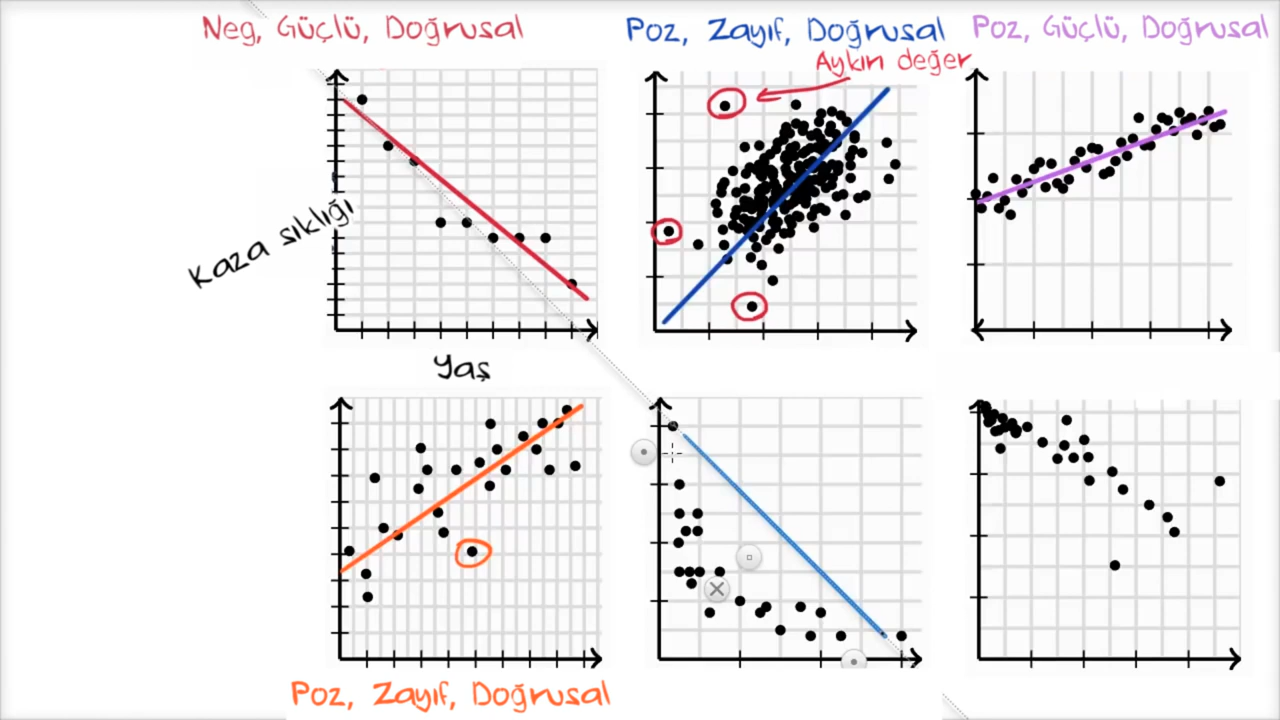 Neg, Güçlü, Doğrusal
Poz, Zayıf, Doğrusal
Poz, Güçlü, Doğrusal
Aykırı değer
Kaza sıklığı
Yaş
Poz, Zayıf, Doğrusal